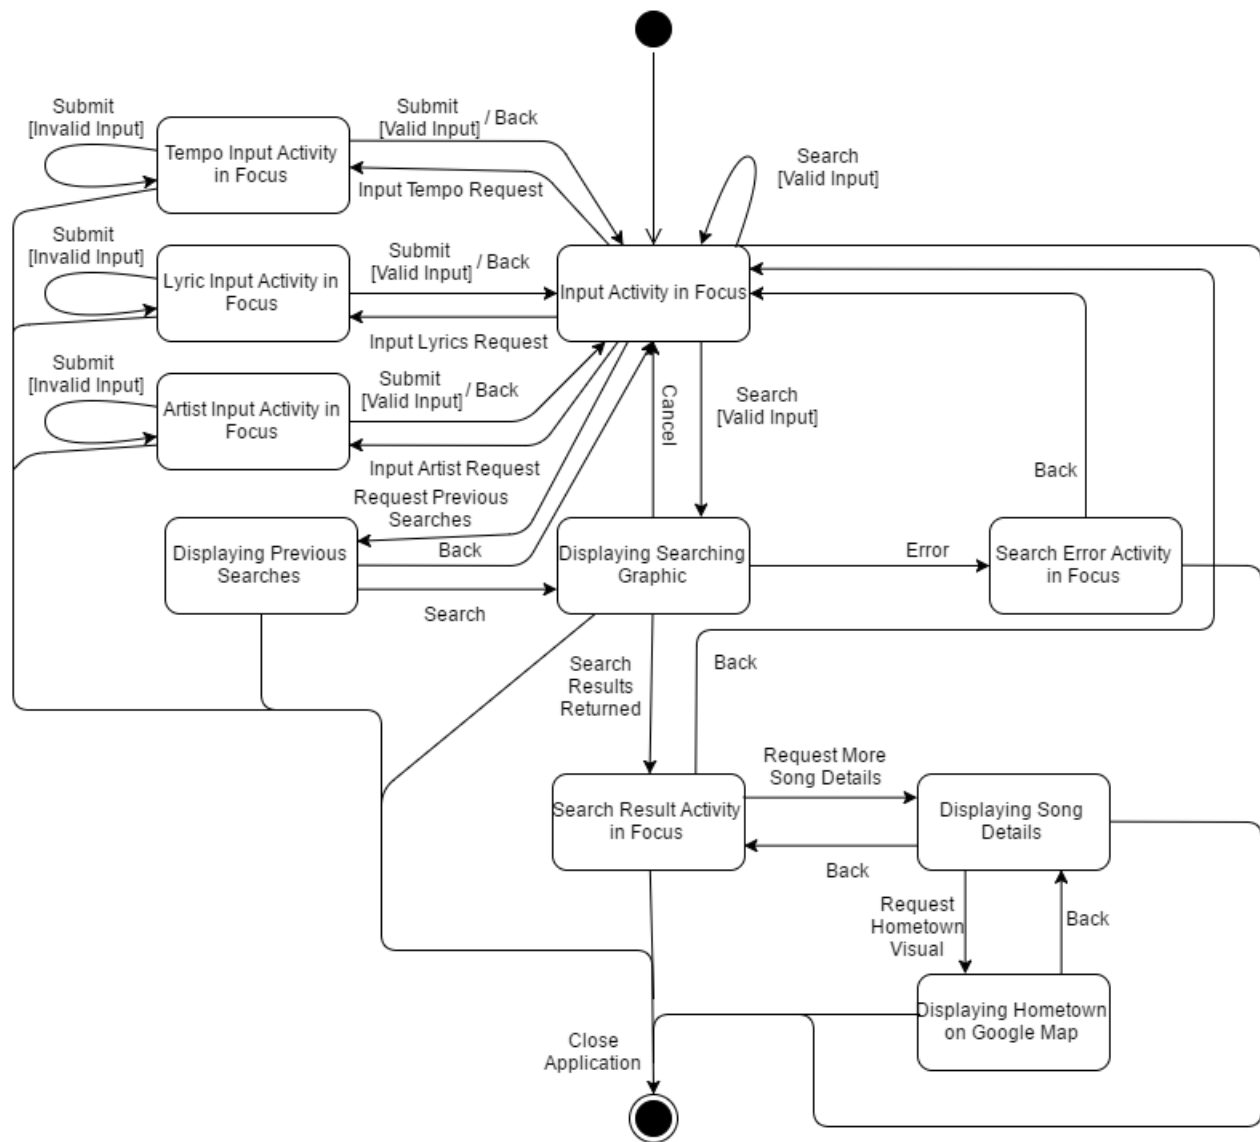 Submit
[Invalid Input]
Submit
[Valid Input] / Back
Tempo Input Activity
in Focus
Input Tempo Request
Search
[Valid Input]
Submit
[Invalid Input]
Submit
[Valid Input] / Back
Lyric Input Activity in
Focus
Input Activity in Focus
Input Lyrics Request
Submit
[Invalid Input]
Submit
[Valid Input] / Back
Artist Input Activity in
Focus
Cancel
Search
[Valid Input]
Input Artist Request
Back
Request Previous
Searches
Back
Displaying Previous
Searches
Displaying Searching
Graphic
Error
Search Error Activity
in Focus
Search
Search
Results
Returned
Back
Request More
Song Details
Search Result Activity
in Focus
Displaying Song
Details
Back
Request
Hometown
Visual
Back
Displaying Hometown
on Google Map
Close
Application